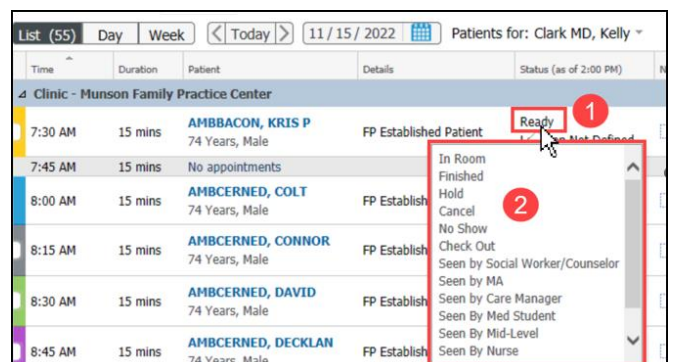 List (55) Day Week < Today > 11 / 15 / 2022 Patients for: Clark MD, Kelly
Time Duration Patient Details Status (as of 2:00 PM) N
Clinic - Munson Family Practice Center
7:30 AM 15 mins AMBBACON, KRIS P FP Established Patient Ready 1
74 Years, Male Not Defined
7:45 AM 15 mins No appointments
8:00 AM 15 mins AMBCERNED, COLT FP Establish
74 Years, Male
8:15 AM 15 mins AMBCERNED, CONNOR FP Establish
74 Years, Male
8:30 AM 15 mins AMBCERNED, DAVID FP Establish
74 Years, Male
8:45 AM 15 mins AMBCERNED, DECKLAN FP Establish
74 Years, Male
In Room
Finished
Hold
2
Cancel
No Show
Check Out
Seen by Social Worker/Counselor
Seen by MA
Seen by Care Manager
Seen By Med Student
Seen By Mid-Level
Seen By Nurse